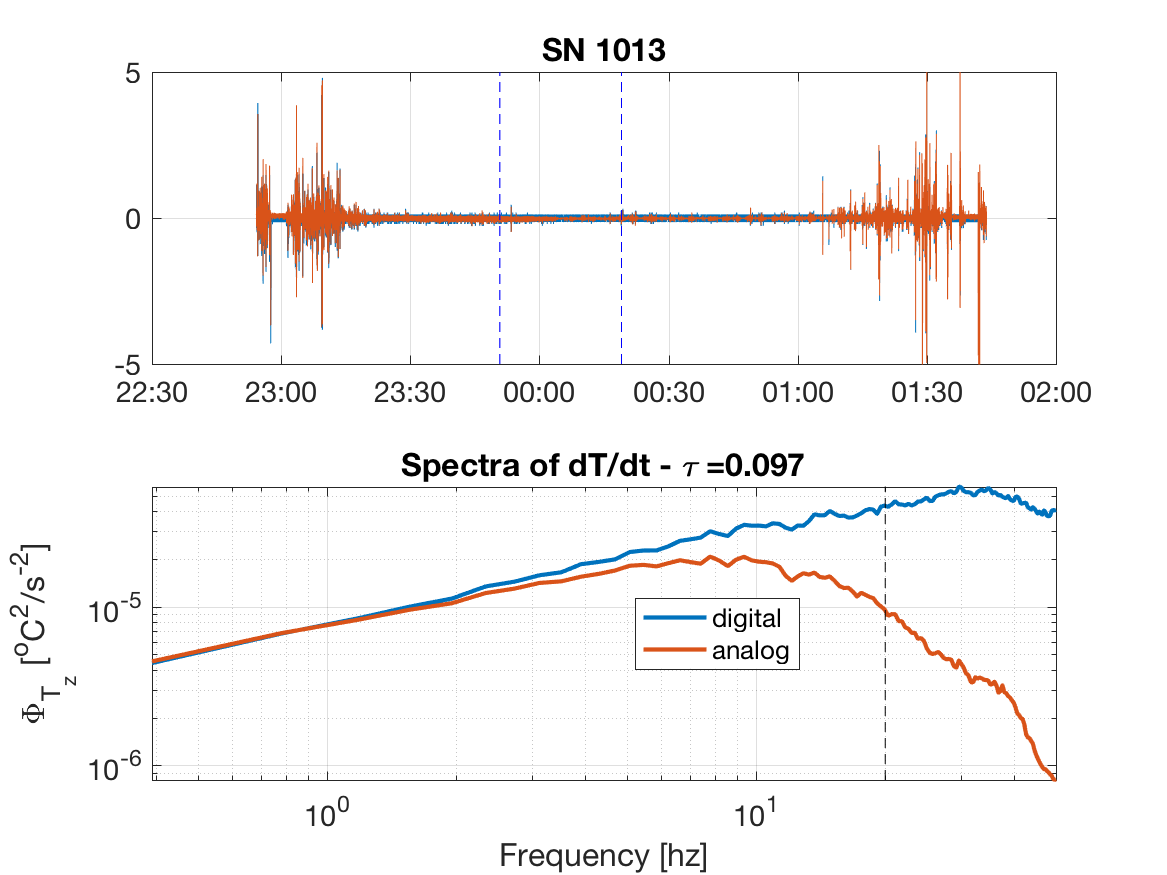 SN 1013
5
0
-5
22:30 23:00 23:30 00:00 00:30 01:00 01:30 02:00
Spectra of dT/dt - τ =0.097
Φ_{T_z} [°C²/s⁻²]
10⁻⁵
10⁻⁶
digital
analog
10⁰ 10¹
Frequency [hz]